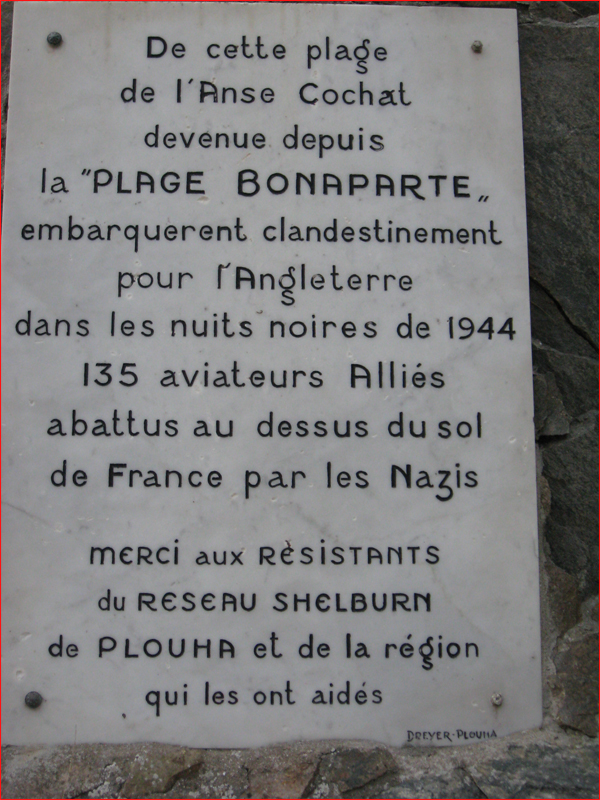 De cette plage
de l'Anse Cochat
devenue depuis
la "PLAGE BONAPARTE„
embarquerent clandestinement
pour l'Angleterre
dans les nuits noires de 1944
135 aviateurs Alliés
abattus au dessus du sol
de France par les Nazis
MERCI aux RÈSISTANTS
du RESEAU SHELBURN
de PLOUHA et de la région
qui les ont aidés
DREYER-PLOUHA